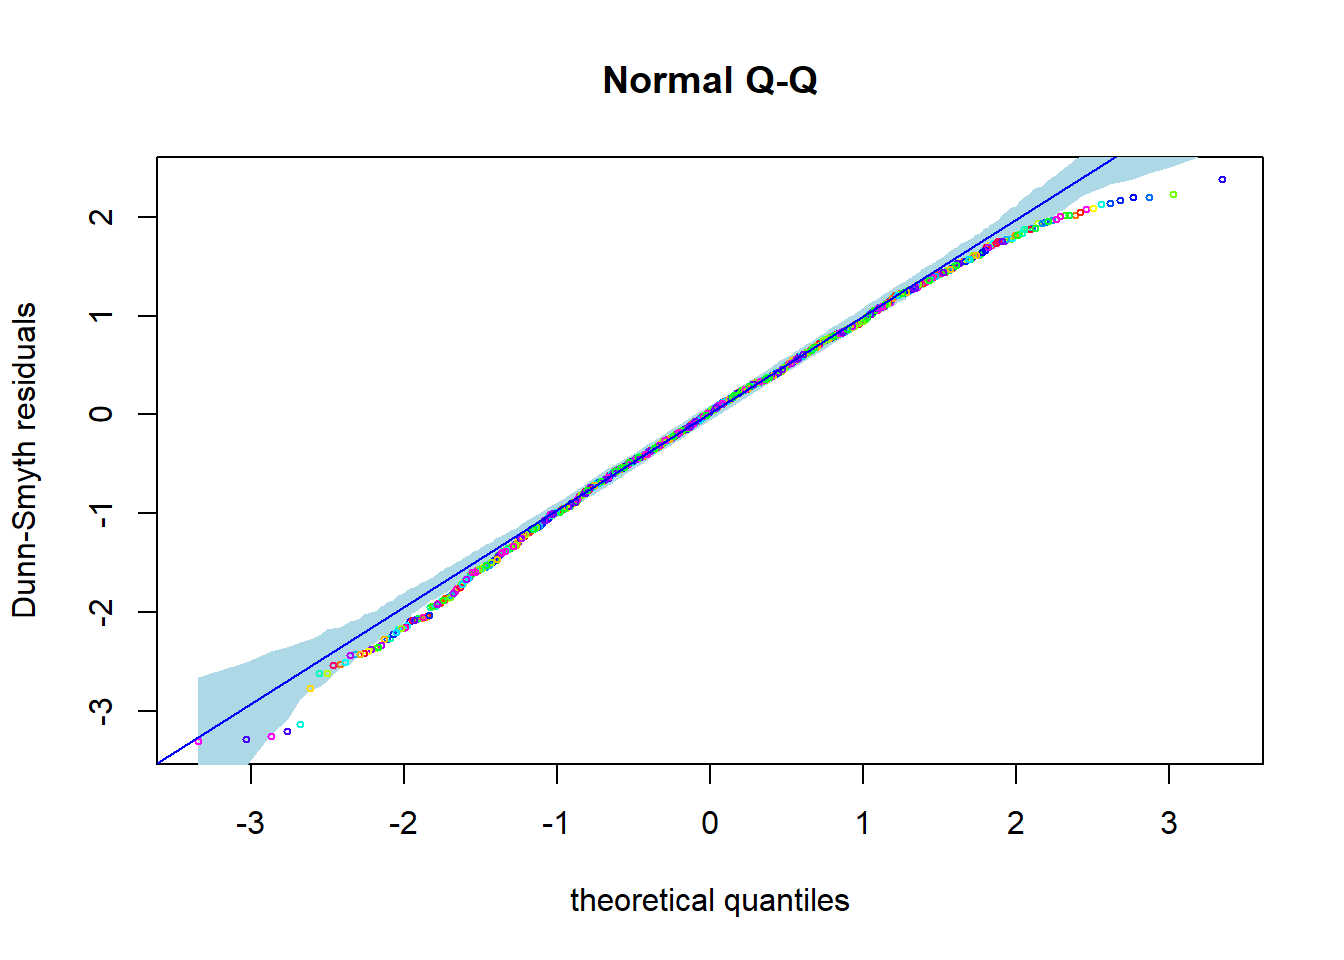 Normal Q-Q
Dunn-Smyth residuals
2
1
0
-1
-2
-3
-3 -2 -1 0 1 2 3
theoretical quantiles